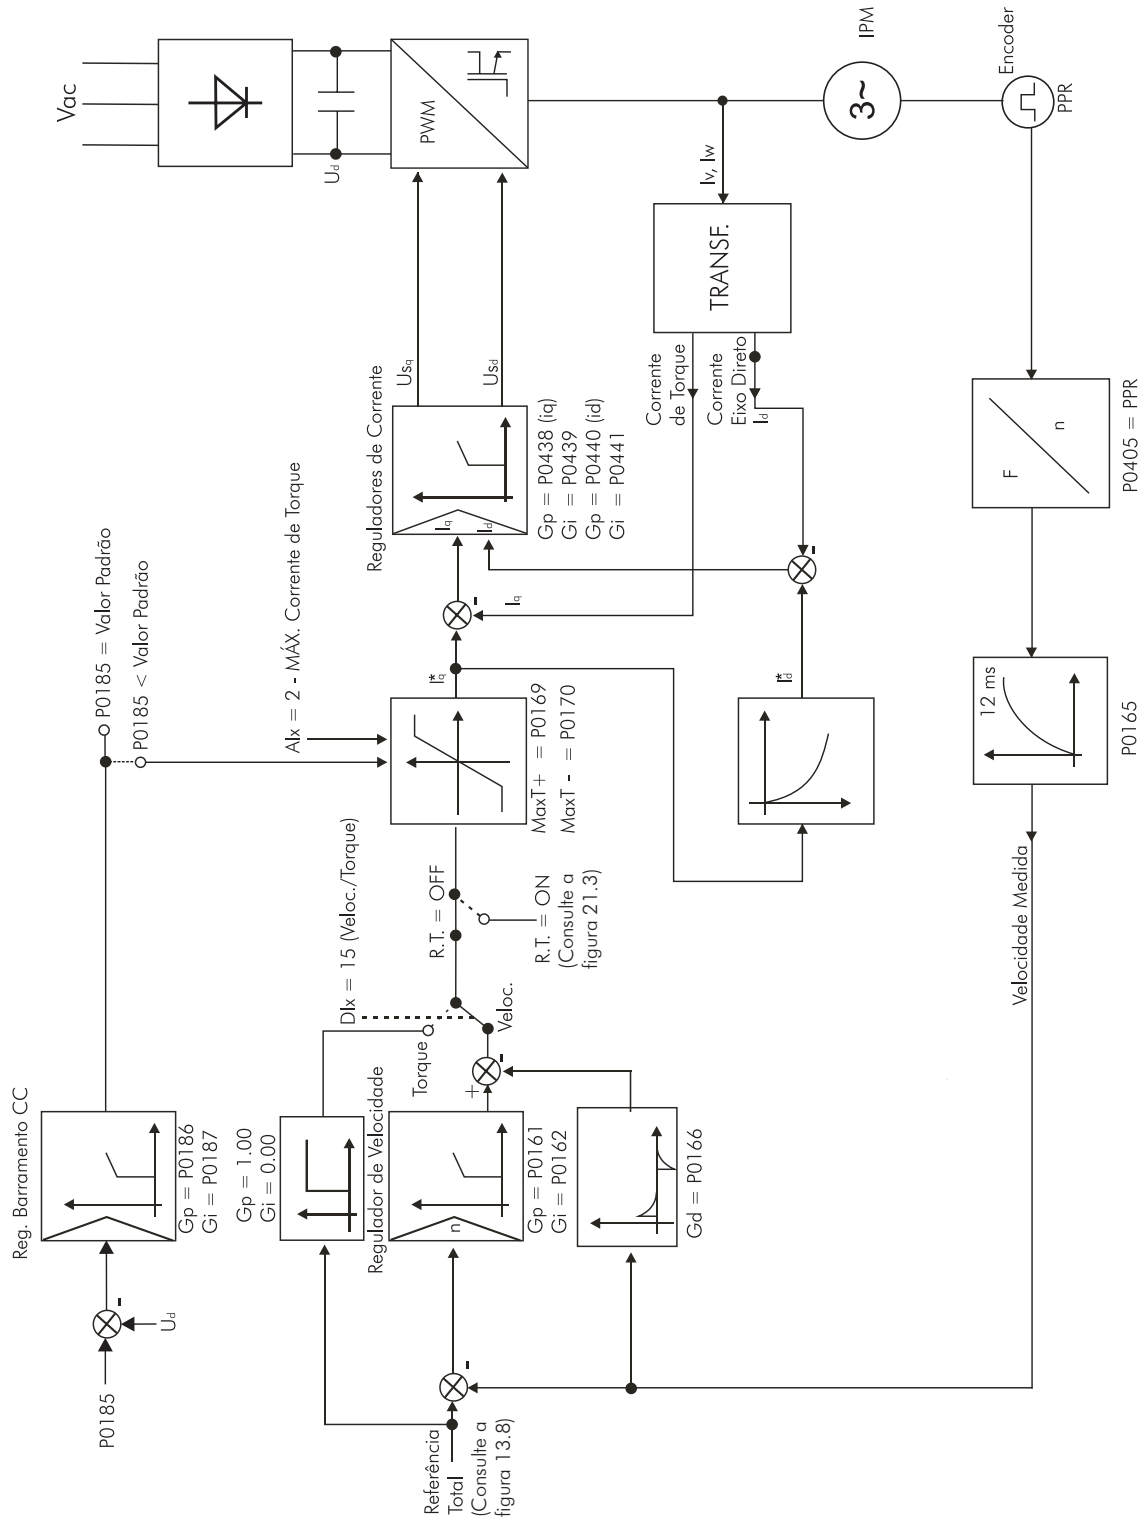 Vac
Ud
PWM
IPM
3~
Encoder
PPR
Iv, Iw
TRANSF.
Corrente
de Torque
Corrente
Eixo Direto
Id
Usq
Usd
Reguladores de Corrente
Iq
Id
Gp = P0438 (iq)
Gi = P0439
Gp = P0440 (id)
Gi = P0441
-
Iq
-
F
n
P0405 = PPR
P0185 = Valor Padrão
P0185 < Valor Padrão
AIx = 2 - MÁX. Corrente de Torque
I*q
MaxT+ = P0169
MaxT - = P0170
I*d
12 ms
P0165
Velocidade Medida
DIx = 15 (Veloc./Torque)
R.T. = OFF
R.T. = ON
(Consulte a
figura 21.3)
Torque
Veloc.
+
-
Reg. Barramento CC
Gp = P0186
Gi = P0187
Gp = 1.00
Gi = 0.00
Regulador de Velocidade
n
Gp = P0161
Gi = P0162
Gd = P0166
-
Ud
P0185
-
Referência
Total
(Consulte a
figura 13.8)